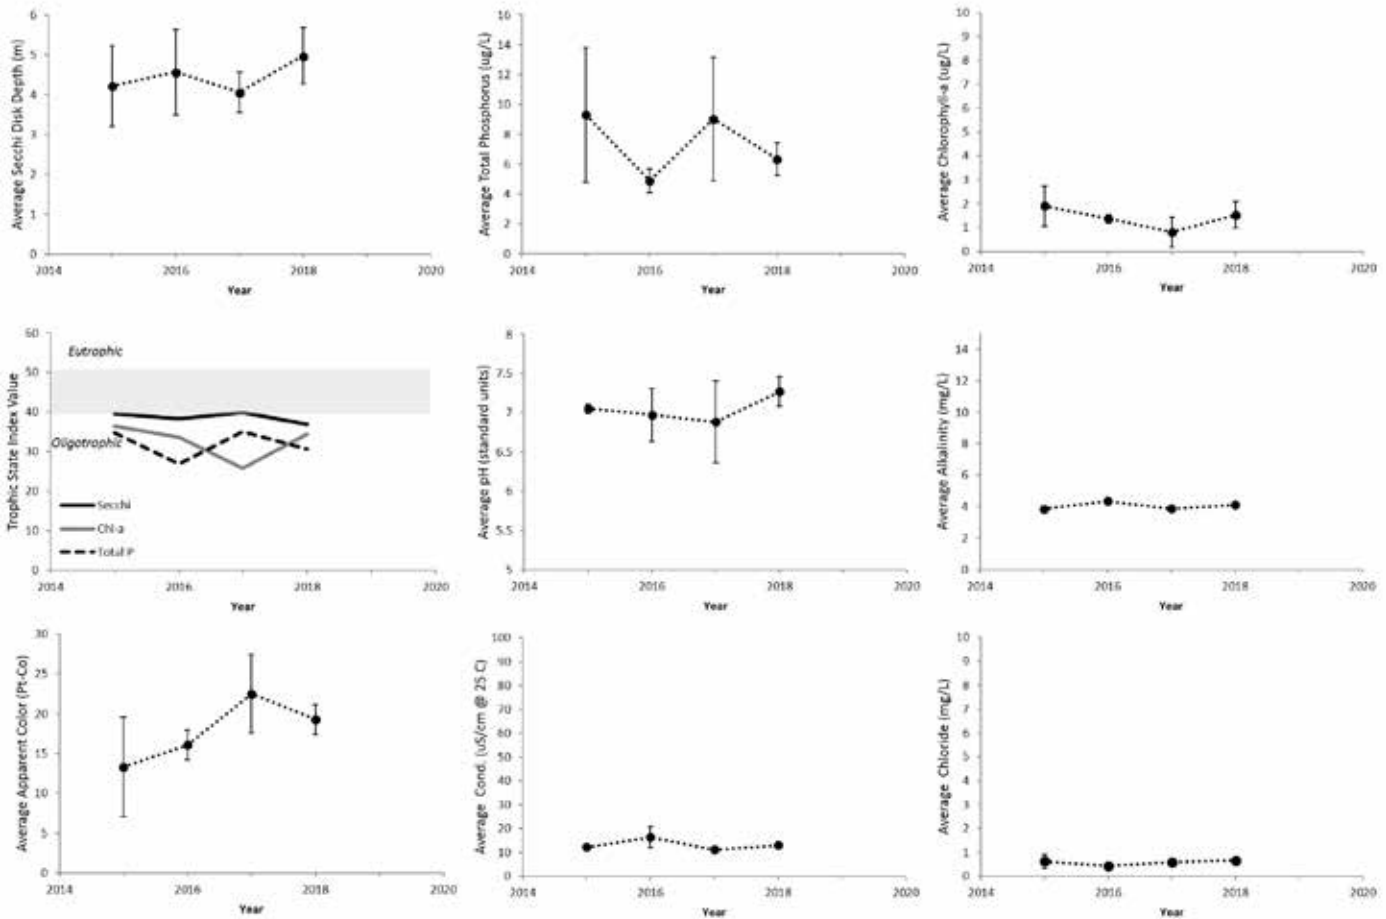 Average Secchi Disk Depth (m)
6
5
4
3
2
1
0
2014 2016 2018 2020
Year
Average Total Phosphorus (ug/L)
16
14
12
10
8
6
4
2
0
2014 2016 2018 2020
Year
Average Chlorophyll-a (ug/L)
10
9
8
7
6
5
4
3
2
1
0
2014 2016 2018 2020
Year
Trophic State Index Value
60
50
40
30
20
10
0
Eutrophic
Oligotrophic
Secchi
Chl-a
Total P
2014 2016 2018 2020
Year
Average pH (standard units)
8
7.5
7
6.5
6
5.5
5
2014 2016 2018 2020
Year
Average Alkalinity (mg/L)
14
12
10
8
6
4
2
0
2014 2016 2018 2020
Year
Average Apparent Color (Pt-Co)
30
25
20
15
10
5
0
2014 2016 2018 2020
Year
Average Cond. (uS/cm @ 25 C)
100
90
80
70
60
50
40
30
20
10
0
2014 2016 2018 2020
Year
Average Chloride (mg/L)
10
9
8
7
6
5
4
3
2
1
0
2014 2016 2018 2020
Year